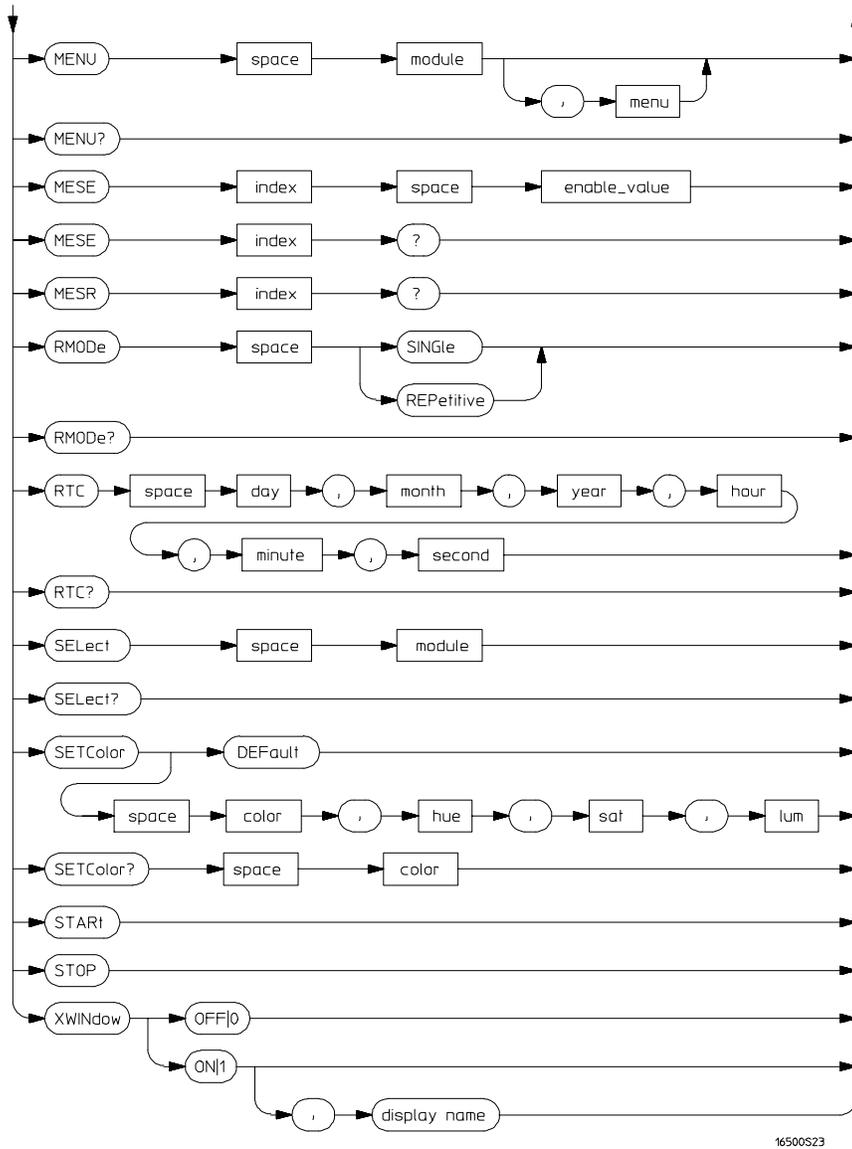 MENU space module
, menu
MENU?
MESE index space enable_value
MESE index ?
MESR index ?
RMODe space SINGle
REPetitive
RMODe?
RTC space day , month , year , hour
, minute , second
RTC?
SELect space module
SELect?
SETColor DEFault
space color , hue , sat , lum
SETColor? space color
STARt
STOP
XWINdow OFF|0
ON|1
, display name
16500S23